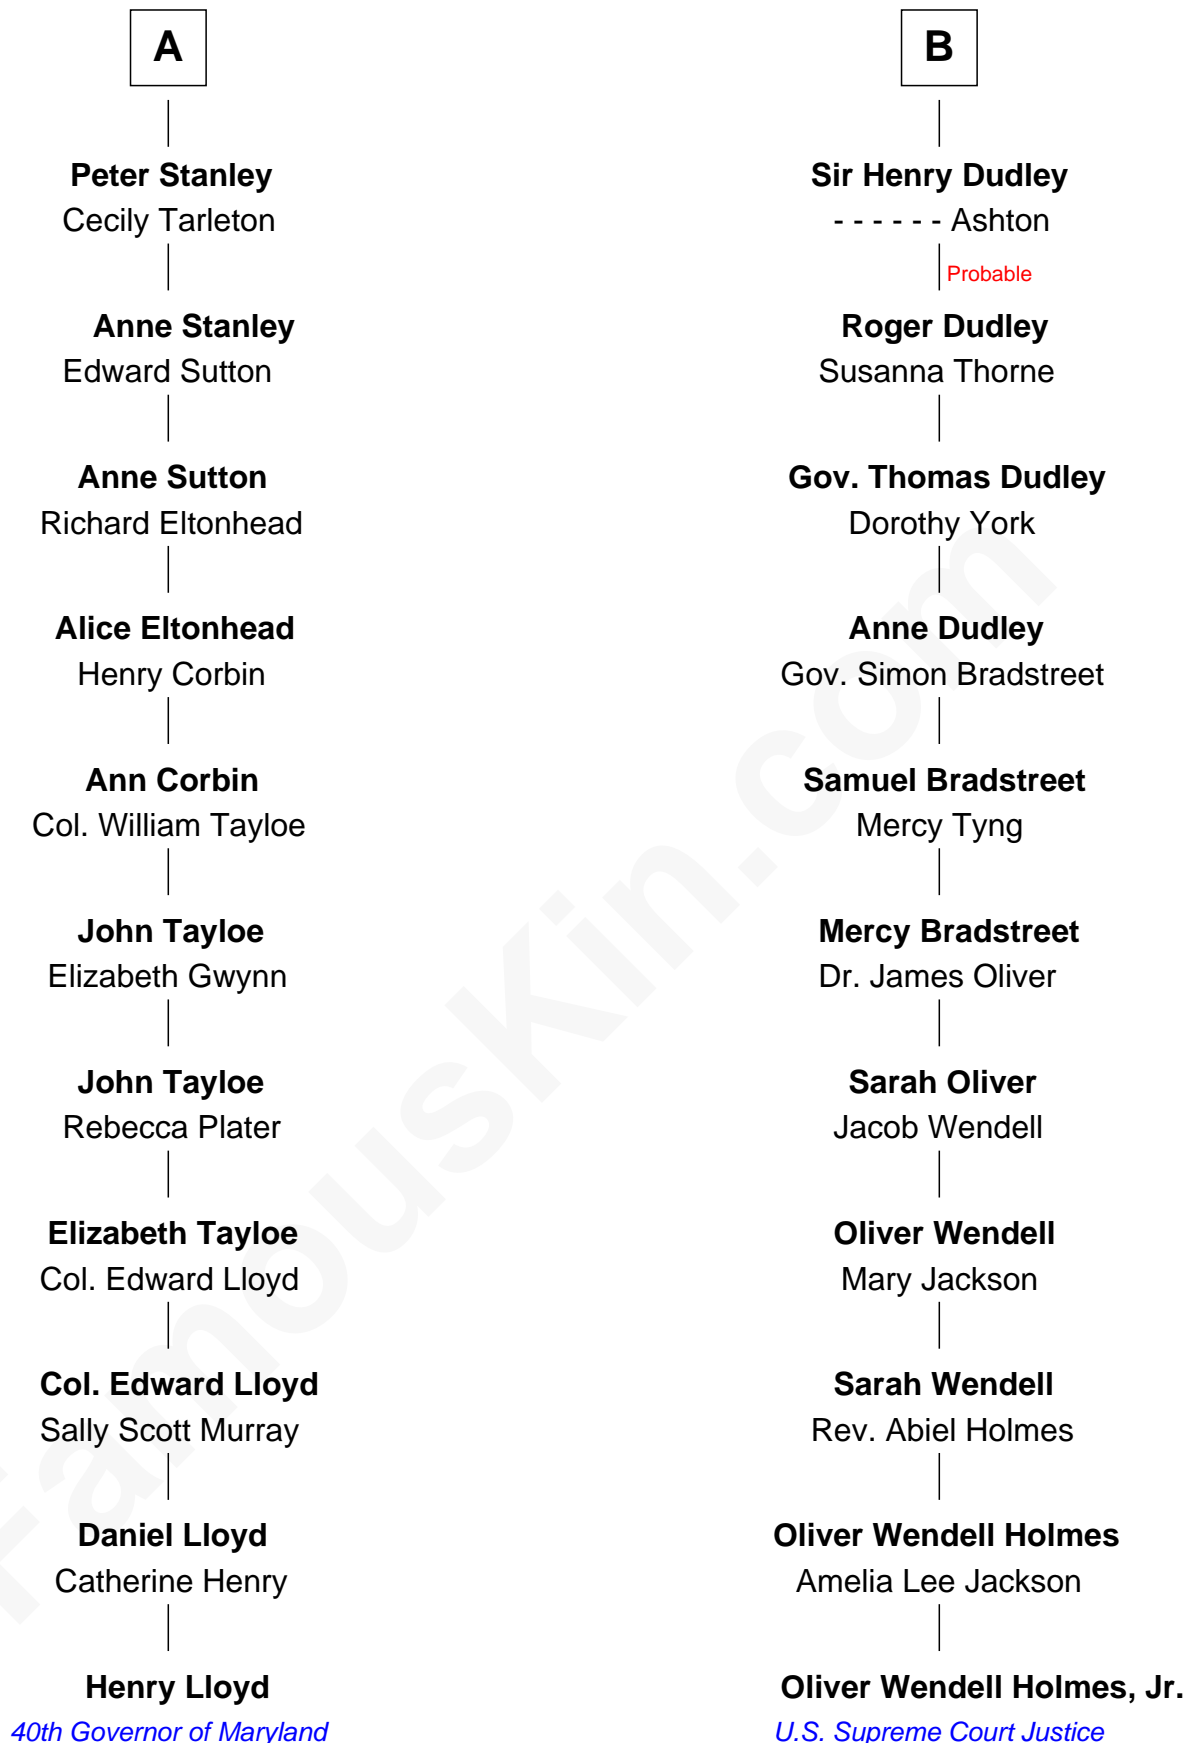 A
Peter Stanley
Cecily Tarleton
Anne Stanley
Edward Sutton
Anne Sutton
Richard Eltonhead
Alice Eltonhead
Henry Corbin
Ann Corbin
Col. William Tayloe
John Tayloe
Elizabeth Gwynn
John Tayloe
Rebecca Plater
Elizabeth Tayloe
Col. Edward Lloyd
Col. Edward Lloyd
Sally Scott Murray
Daniel Lloyd
Catherine Henry
Henry Lloyd
40th Governor of Maryland
B
Sir Henry Dudley
- - - - - - Ashton
Probable
Roger Dudley
Susanna Thorne
Gov. Thomas Dudley
Dorothy York
Anne Dudley
Gov. Simon Bradstreet
Samuel Bradstreet
Mercy Tyng
Mercy Bradstreet
Dr. James Oliver
Sarah Oliver
Jacob Wendell
Oliver Wendell
Mary Jackson
Sarah Wendell
Rev. Abiel Holmes
Oliver Wendell Holmes
Amelia Lee Jackson
Oliver Wendell Holmes, Jr.
U.S. Supreme Court Justice
FamousKin.com